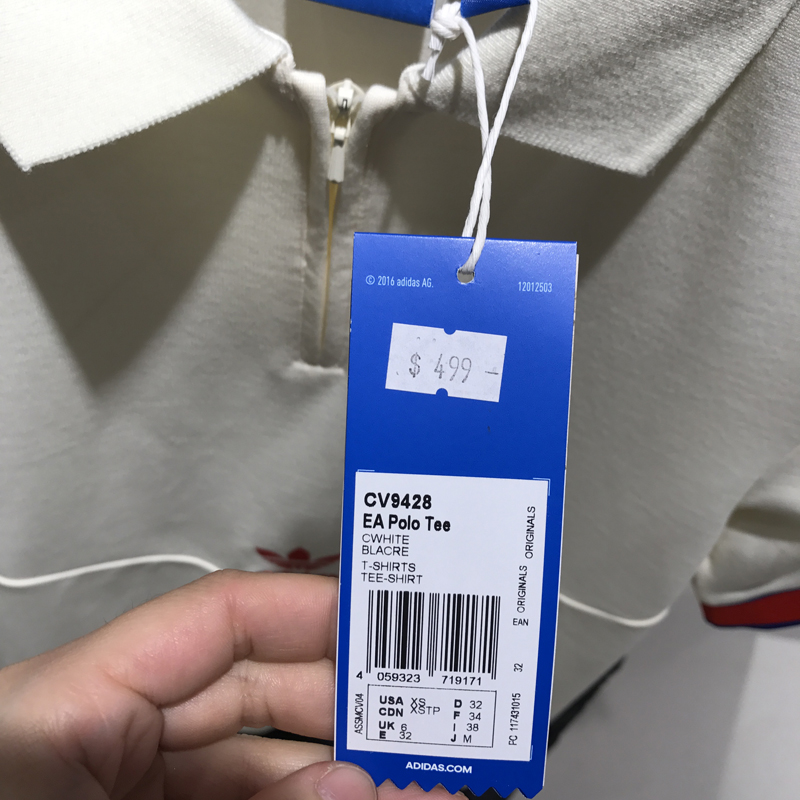 © 2016 adidas AG.
12012503
$ 499 –
CV9428
EA Polo Tee
CWHITE
BLACRE
T-SHIRTS
TEE-SHIRT
EAN ORIGINALS ORIGINALS
4 059323 719171
32
ASSMCV04
USA XS D 32
CDN XSTP F 34
UK 6 I 38
E 32 J M
PC 117431015
ADIDAS.COM